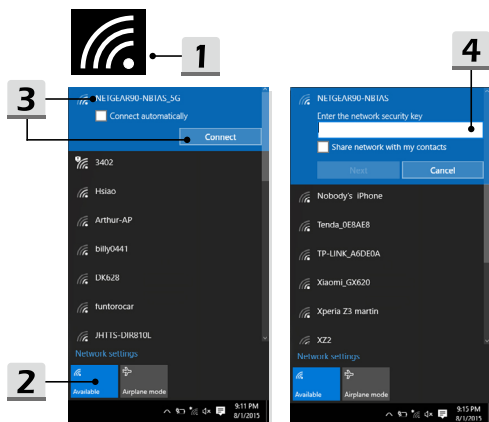 1
4
3
NETGEAR90-NBTAS_5G
Connect automatically
Connect
3402
Hsiao
Arthur-AP
billy0441
DK628
funtorocar
JHTTS-DIR810L
Network settings
2
Available
Airplane mode
9:11 PM
8/1/2015
NETGEAR90-NBTAS
Enter the network security key
Share network with my contacts
Next
Cancel
Nobody's iPhone
Tenda_0E8AE8
TP-LINK_A6DE0A
Xiaomi_GX620
Xperia Z3 martin
XZ2
Network settings
Available
Airplane mode
9:15 PM
8/1/2015